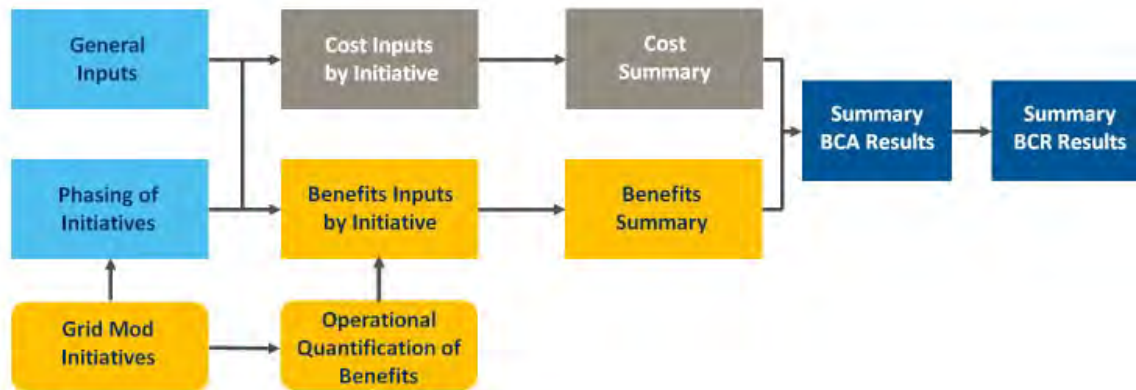 General
Inputs
Cost Inputs
by Initiative
Cost
Summary
Summary
BCA Results
Summary
BCR Results
Phasing of
Initiatives
Benefits Inputs
by Initiative
Benefits
Summary
Grid Mod
Initiatives
Operational
Quantification of
Benefits